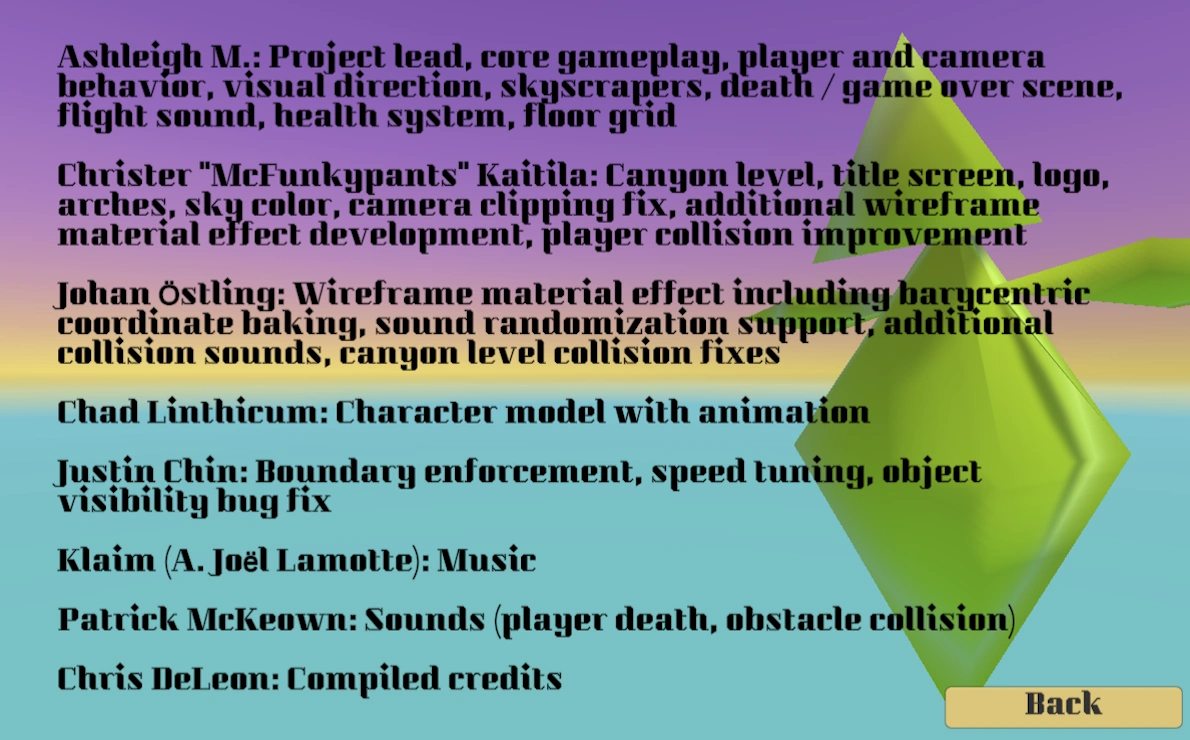 Ashleigh M.: Project lead, core gameplay, player and camera
behavior, visual direction, skyscrapers, death / game over scene,
flight sound, health system, floor grid
Christer "McFunkypants" Kaitila: Canyon level, title screen, logo,
arches, sky color, camera clipping fix, additional wireframe
material effect development, player collision improvement
Johan Östling: Wireframe material effect including barycentric
coordinate baking, sound randomization support, additional
collision sounds, canyon level collision fixes
Chad Linthicum: Character model with animation
Justin Chin: Boundary enforcement, speed tuning, object
visibility bug fix
Klaim (A. Joël Lamotte): Music
Patrick McKeown: Sounds (player death, obstacle collision)
Chris DeLeon: Compiled credits
Back